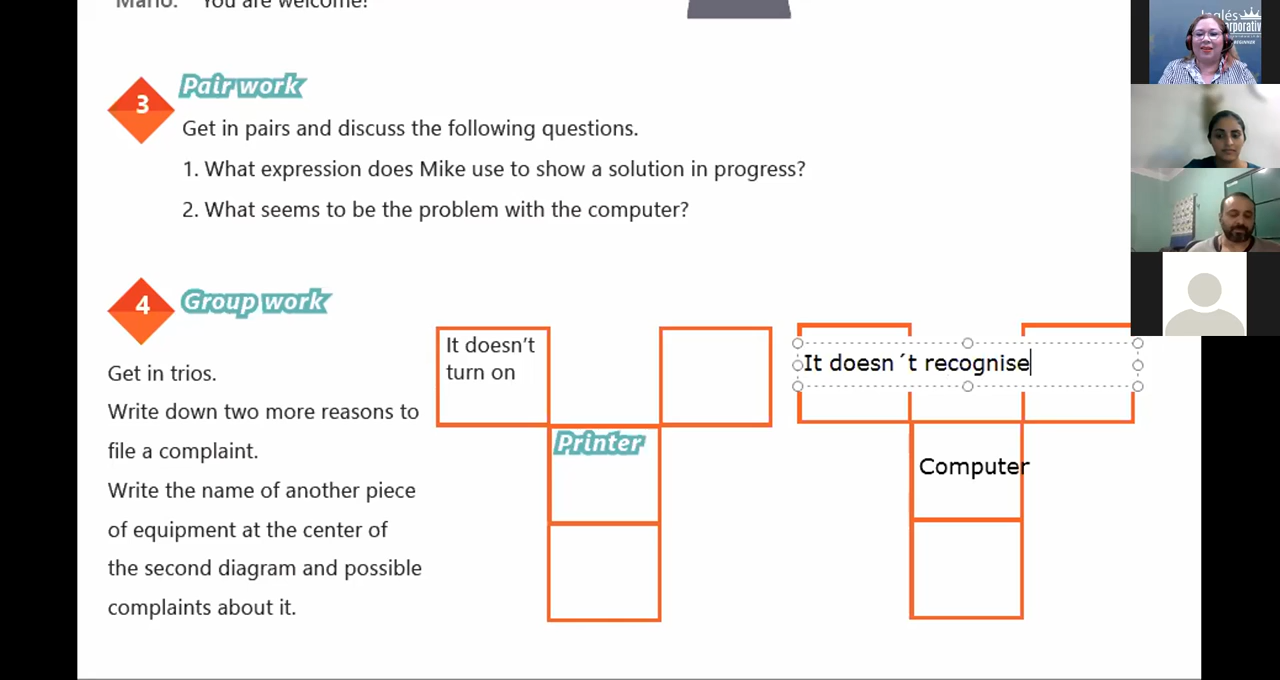 Mario: You are welcome!
3
Pair work
Get in pairs and discuss the following questions.
1. What expression does Mike use to show a solution in progress?
2. What seems to be the problem with the computer?
4
Group work
Get in trios.
Write down two more reasons to
file a complaint.
Write the name of another piece
of equipment at the center of
the second diagram and possible
complaints about it.
It doesn't
turn on
Printer
It doesn´t recognise
Computer
Inglés